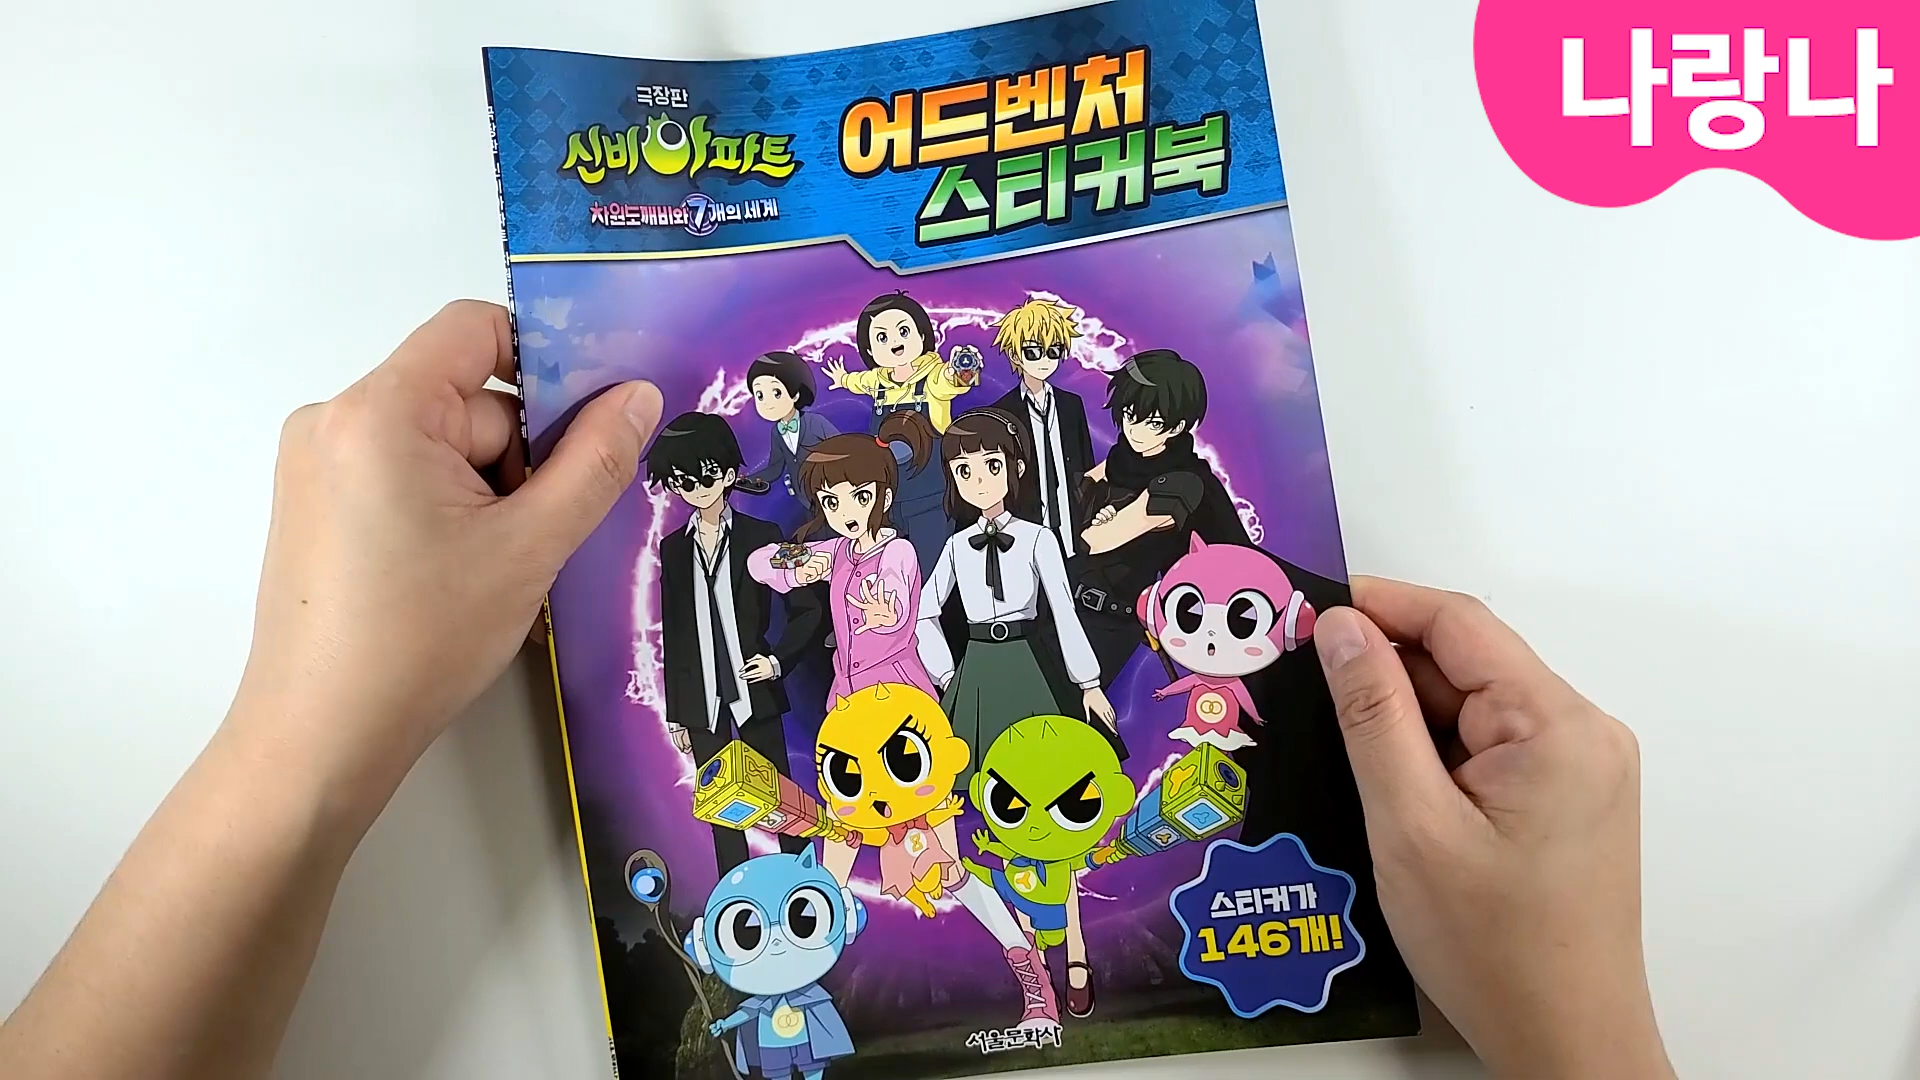 나랑나
극장판
신비아파트
차원도깨비와 7개의 세계
어드벤처
스티커북
스티커가
146개!
서울문화사